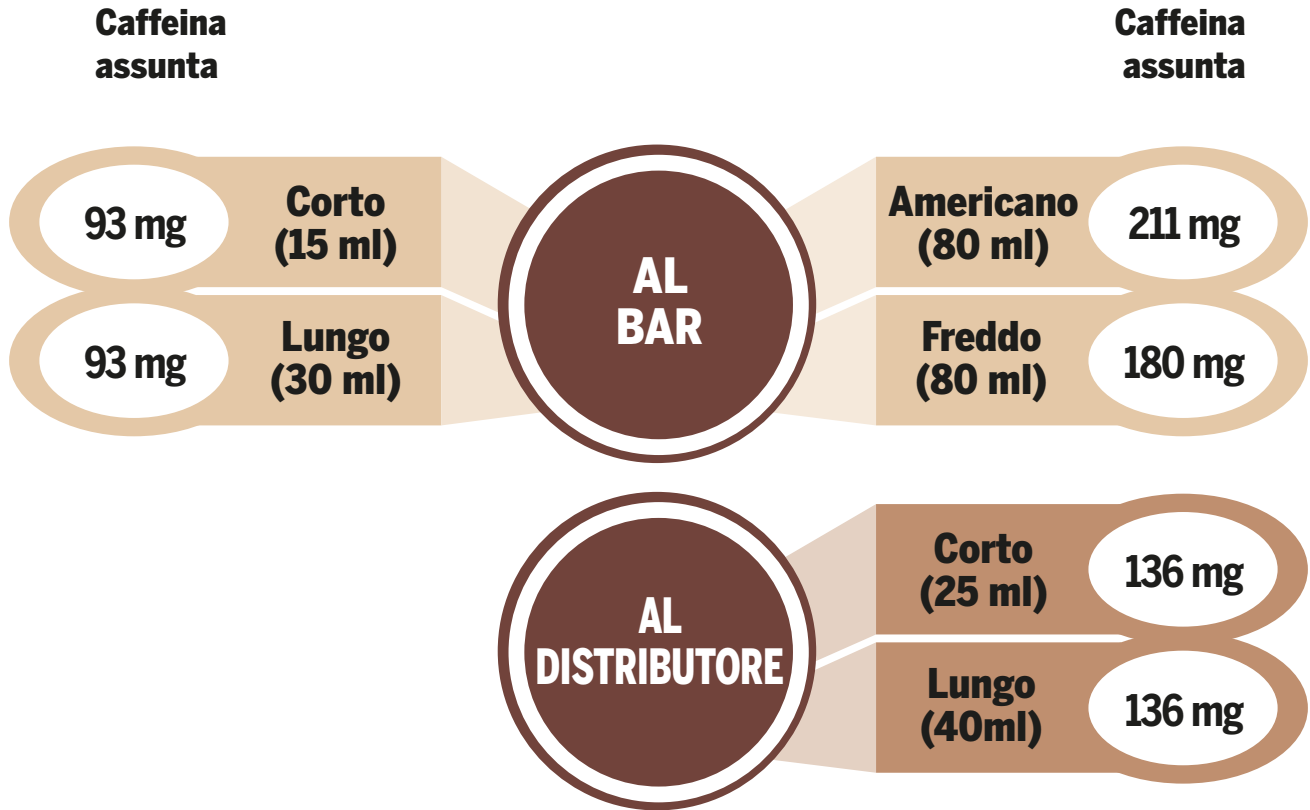 Caffeina
assunta
Caffeina
assunta
93 mg
Corto
(15 ml)
93 mg
Lungo
(30 ml)
AL
BAR
Americano
(80 ml)
211 mg
Freddo
(80 ml)
180 mg
AL
DISTRIBUTORE
Corto
(25 ml)
136 mg
Lungo
(40ml)
136 mg